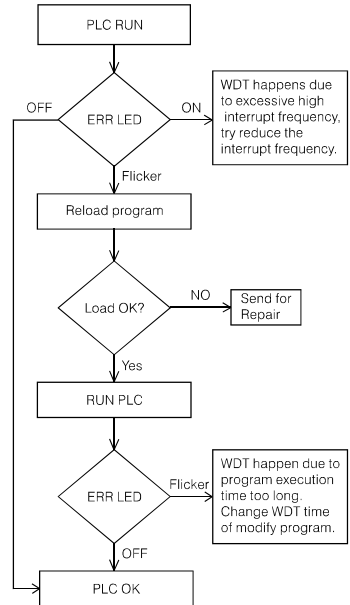 PLC RUN
OFF
ERR LED
ON
WDT happens due
to excessive high
interrupt frequency,
try reduce the
interrupt frequency.
Flicker
Reload program
Load OK?
NO
Send for
Repair
Yes
RUN PLC
ERR LED
Flicker
WDT happen due to
program execution
time too long.
Change WDT time
of modify program.
OFF
PLC OK